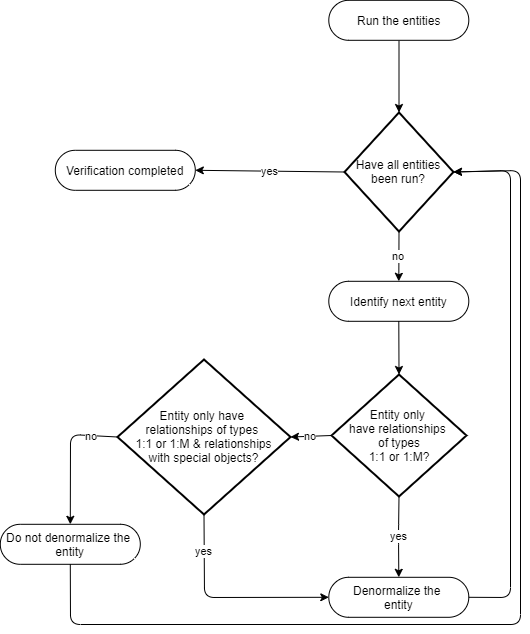 Run the entities
Have all entities
been run?
yes
Verification completed
no
Identify next entity
Entity only
have relationships
of types
1:1 or 1:M?
no
Entity only have
relationships of types
1:1 or 1:M & relationships
with special objects?
no
Do not denormalize the
entity
yes
yes
Denormalize the
entity